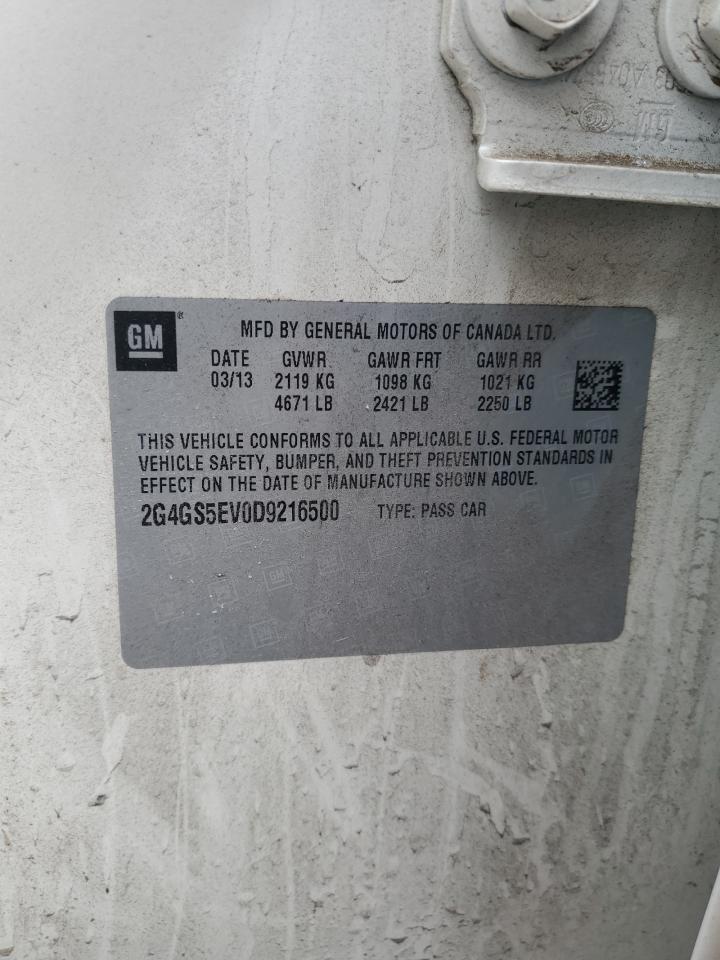 GM
®
MFD BY GENERAL MOTORS OF CANADA LTD.
DATE GVWR GAWR FRT GAWR RR
03/13 2119 KG 1098 KG 1021 KG
4671 LB 2421 LB 2250 LB
THIS VEHICLE CONFORMS TO ALL APPLICABLE U.S. FEDERAL MOTOR
VEHICLE SAFETY, BUMPER, AND THEFT PREVENTION STANDARDS IN
EFFECT ON THE DATE OF MANUFACTURE SHOWN ABOVE.
2G4GS5EV0D9216500 TYPE: PASS CAR